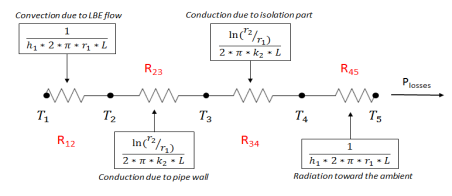 Convection due to LBE flow
1
h₁ * 2 * π * r₁ * L
Conduction due to isolation part
ln(r₂/r₁)
2 * π * k₂ * L
R₂₃
R₄₅
P_losses
T₁
T₂
T₃
T₄
T₅
R₁₂
ln(r₂/r₁)
2 * π * k₂ * L
Conduction due to pipe wall
R₃₄
1
h₁ * 2 * π * r₁ * L
Radiation toward the ambient